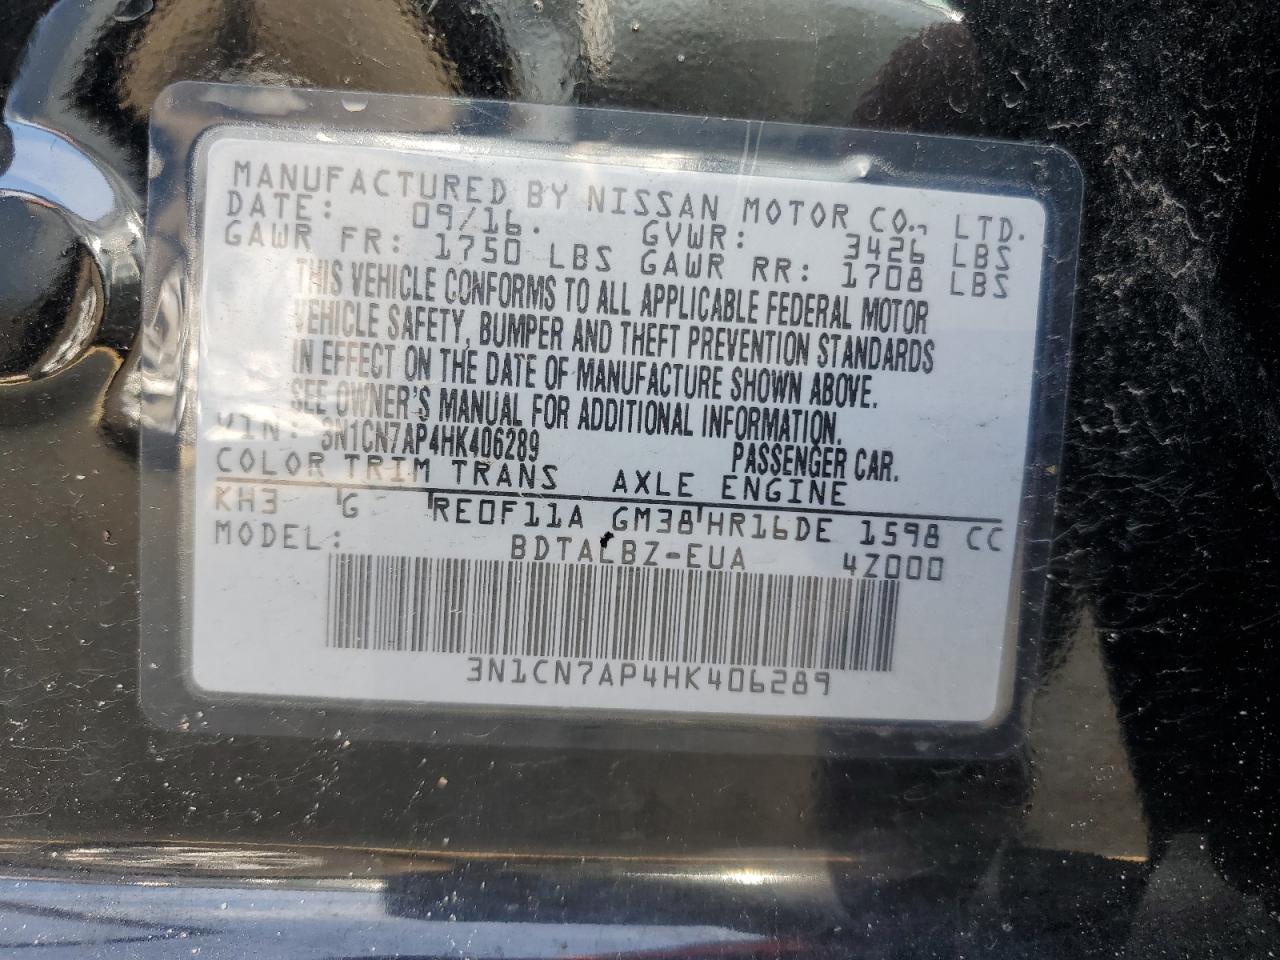 MANUFACTURED BY NISSAN MOTOR CO., LTD.
DATE: 09/16. GVWR: 3426 LBS
GAWR FR: 1750 LBS GAWR RR: 1708 LBS
THIS VEHICLE CONFORMS TO ALL APPLICABLE FEDERAL MOTOR
VEHICLE SAFETY, BUMPER AND THEFT PREVENTION STANDARDS
IN EFFECT ON THE DATE OF MANUFACTURE SHOWN ABOVE.
SEE OWNER'S MANUAL FOR ADDITIONAL INFORMATION.
VIN: 3N1CN7AP4HK406289 PASSENGER CAR.
COLOR TRIM TRANS AXLE ENGINE
KH3 G RE0F11A GM38 HR16DE 1598 CC
MODEL: BDTALBZ-EUA 4Z000
3N1CN7AP4HK406289